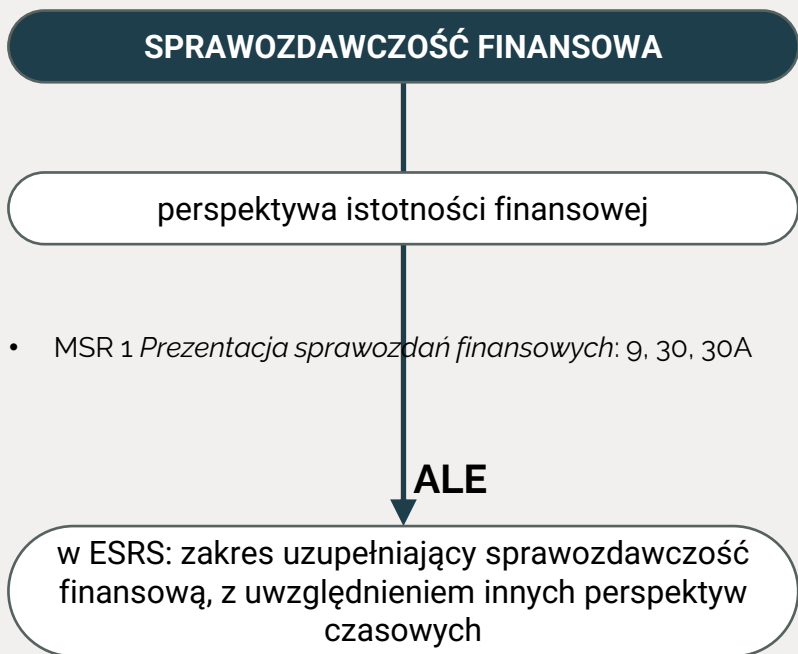 SPRAWOZDAWCZOŚĆ FINANSOWA
perspektywa istotności finansowej
• MSR 1 Prezentacja sprawozdań finansowych: 9, 30, 30A
ALE
w ESRS: zakres uzupełniający sprawozdawczość
finansową, z uwzględnieniem innych perspektyw
czasowych